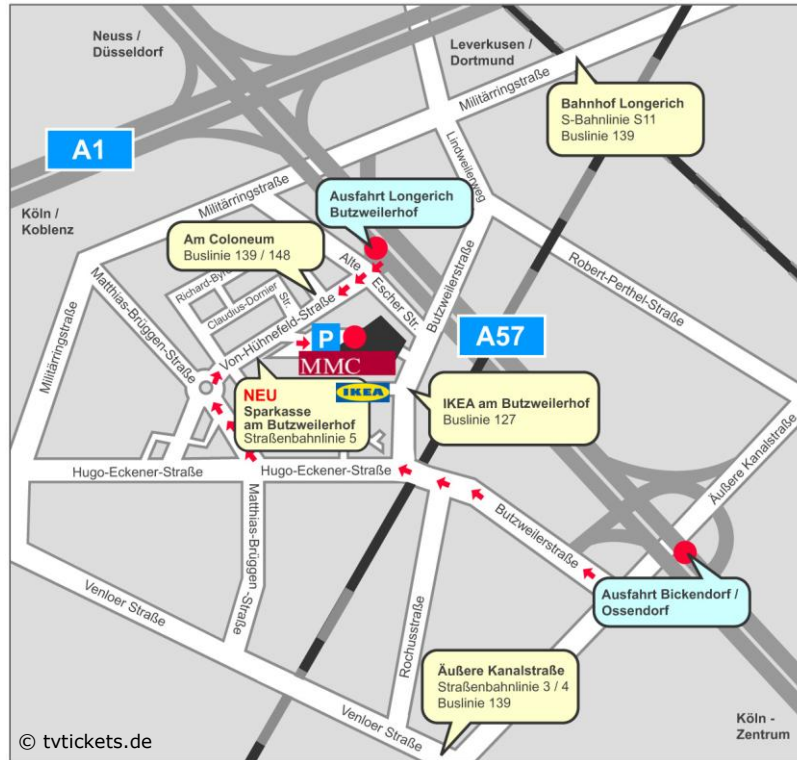 Neuss /
Düsseldorf
Leverkusen /
Dortmund
Militärringstraße
Bahnhof Longerich
S-Bahnlinie S11
Buslinie 139
A1
Lindweilerweg
Ausfahrt Longerich
Butzweilerhof
Köln /
Koblenz
Militärringstraße
Am Coloneum
Buslinie 139 / 148
Alte
Escher Str.
Butzweilerstraße
Robert-Perthel-Straße
Matthias-Brüggen-Straße
Claudius-Dornier
Str.
Von-Hühnefeld-Straße
Militärringstraße
P
MMC
A57
IKEA
NEU
Sparkasse
am Butzweilerhof
Straßenbahnlinie 5
IKEA am Butzweilerhof
Buslinie 127
Äußere Kanalstraße
Hugo-Eckener-Straße
Hugo-Eckener-Straße
Matthias-Brüggen
-Straße
Butzweilerstraße
Ausfahrt Bickendorf /
Ossendorf
Venloer Straße
Rochusstraße
Äußere Kanalstraße
Straßenbahnlinie 3 / 4
Buslinie 139
Venloer Straße
Köln -
Zentrum
© tvtickets.de